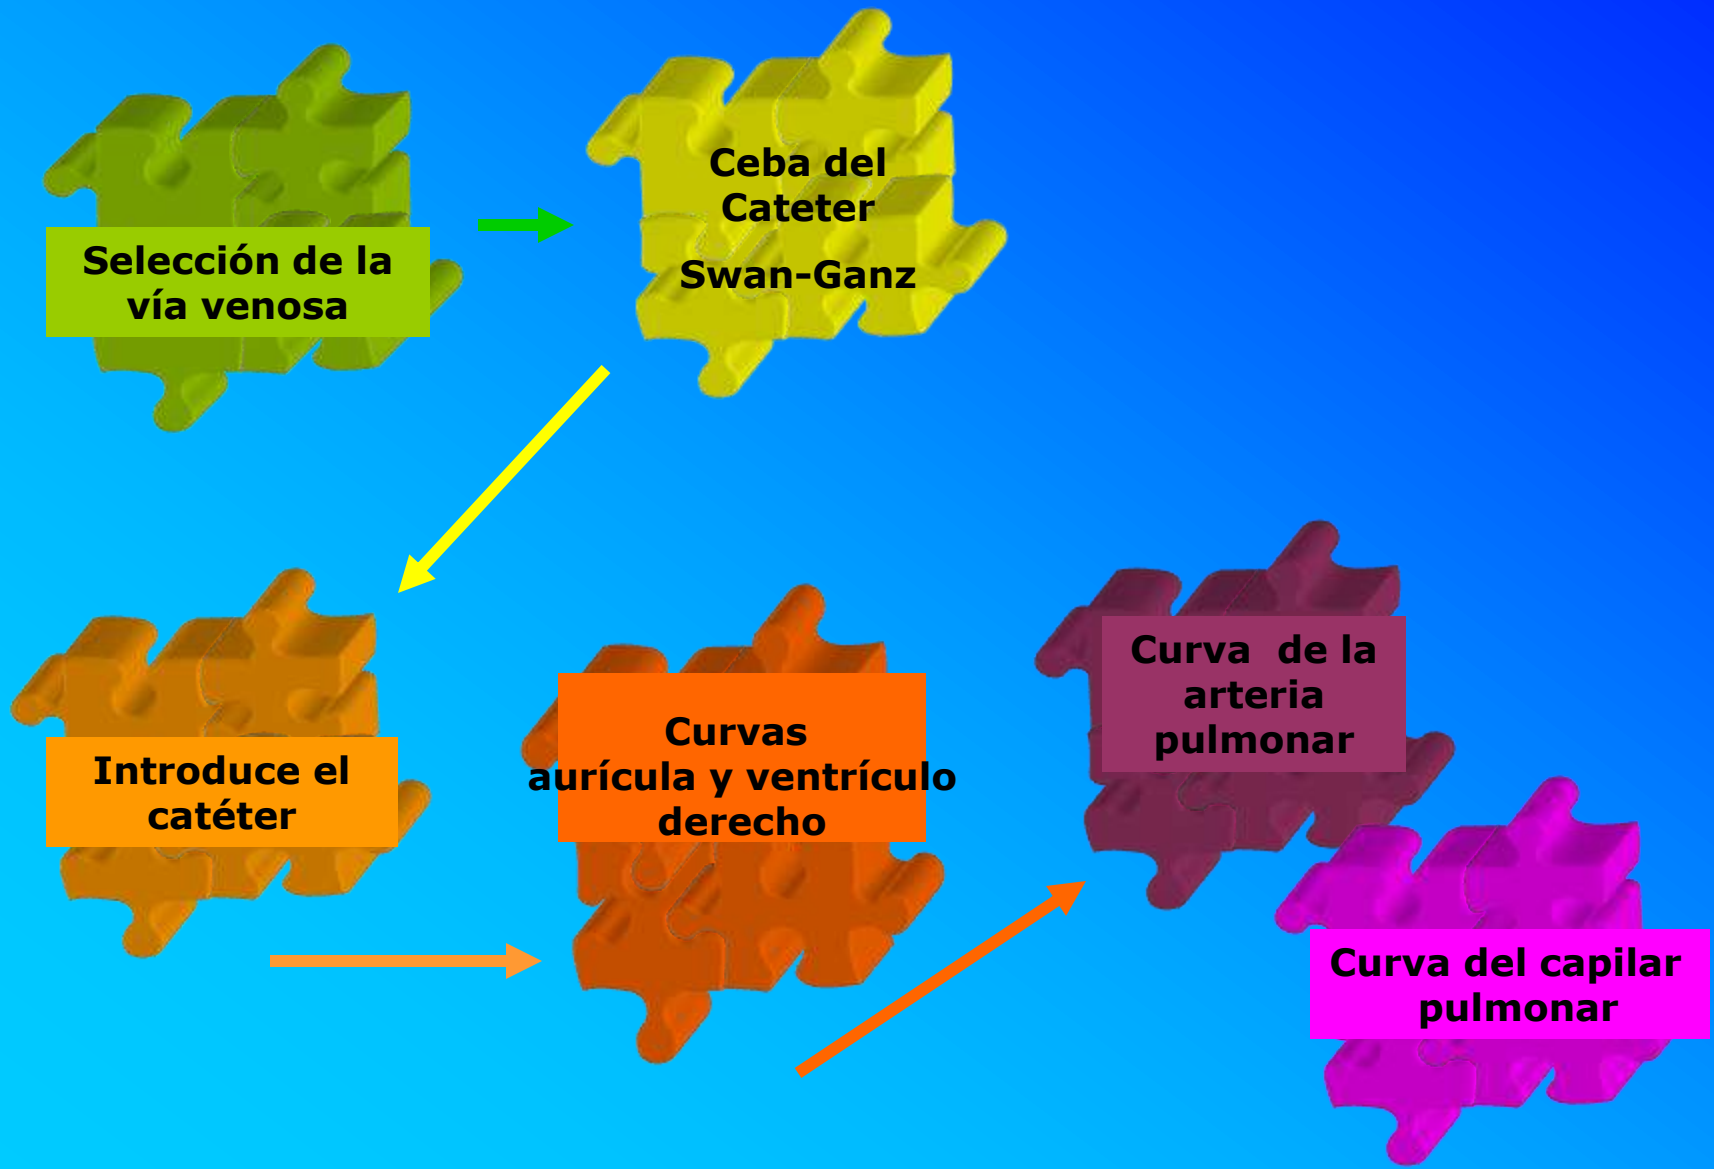 Selección de la
vía venosa
Ceba del
Cateter
Swan-Ganz
Introduce el
catéter
Curvas
aurícula y ventrículo
derecho
Curva  de la
arteria
pulmonar
Curva del capilar
pulmonar